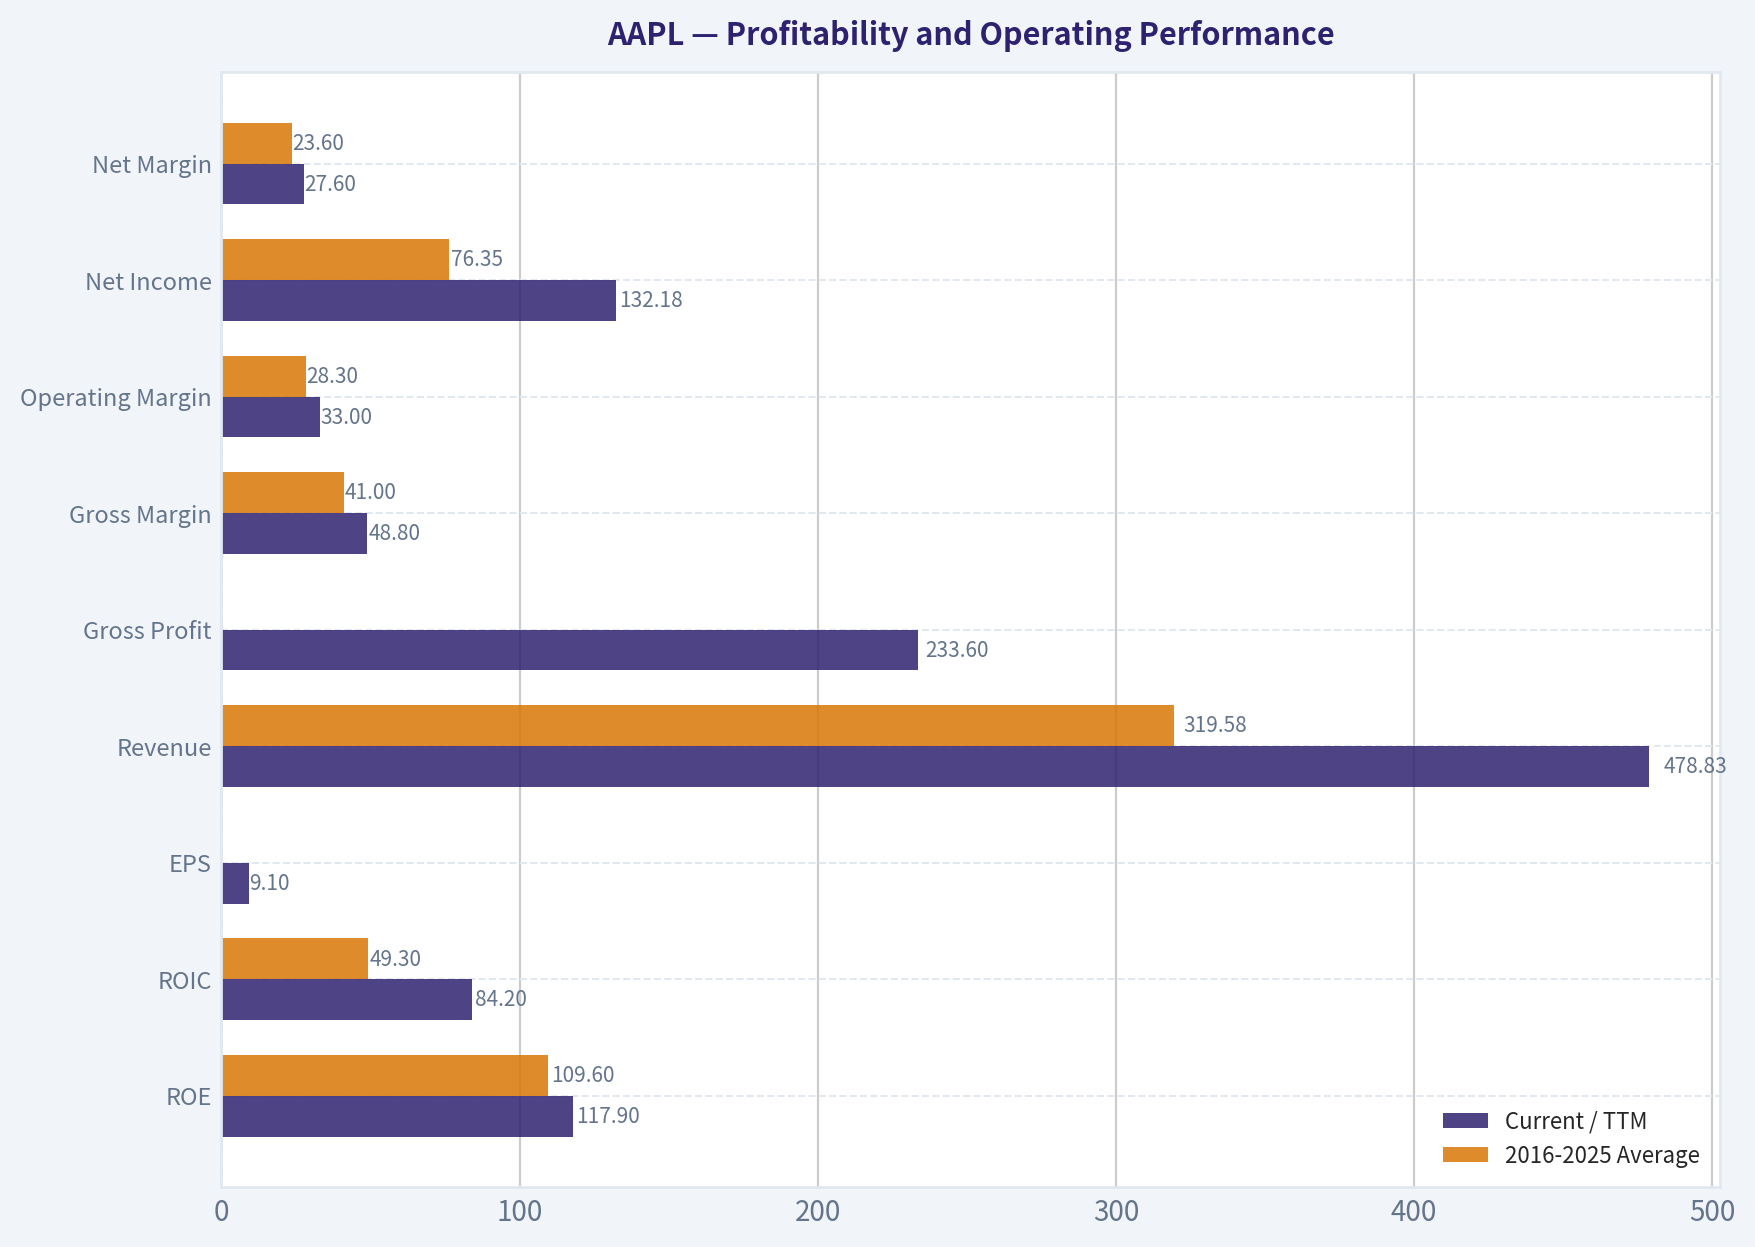 AAPL — Profitability and Operating Performance
Net Margin
23.60
27.60
Net Income
76.35
132.18
Operating Margin
28.30
33.00
Gross Margin
41.00
48.80
Gross Profit
233.60
Revenue
319.58
478.83
EPS
9.10
ROIC
49.30
84.20
ROE
109.60
117.90
Current / TTM
2016-2025 Average
0 100 200 300 400 500